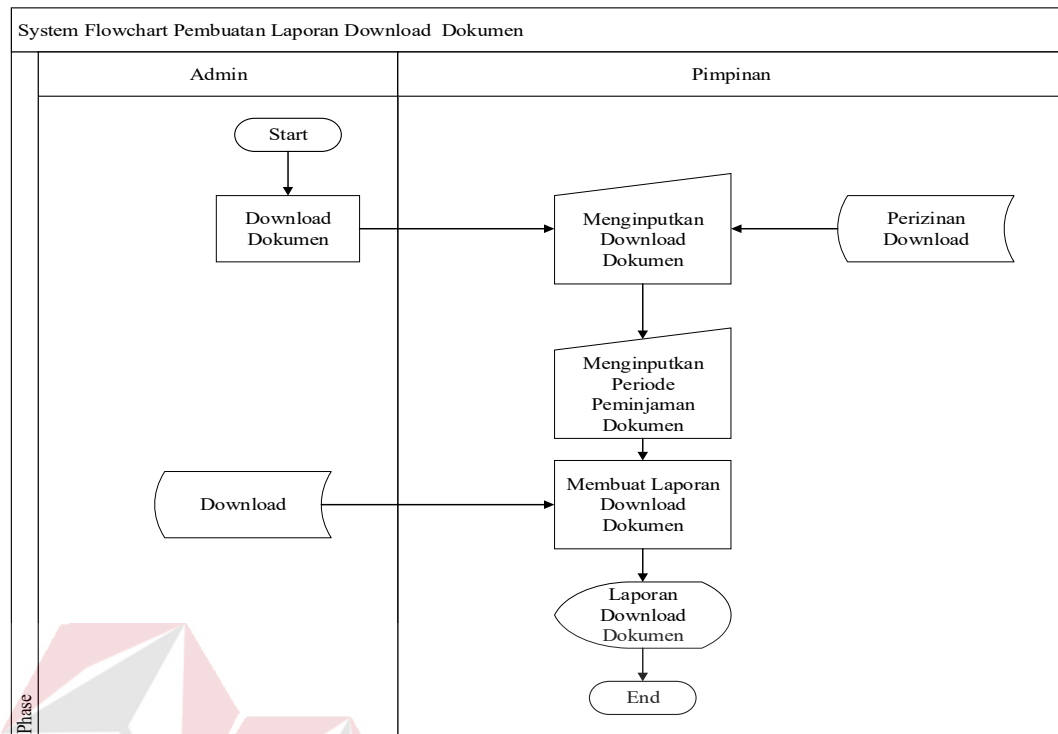 System Flowchart Pembuatan Laporan Download Dokumen
Admin
Pimpinan
Start
Download
Dokumen
Menginputkan
Download
Dokumen
Perizinan
Download
Menginputkan
Periode
Peminjaman
Dokumen
Download
Membuat Laporan
Download
Dokumen
Laporan
Download
Dokumen
End
Phase